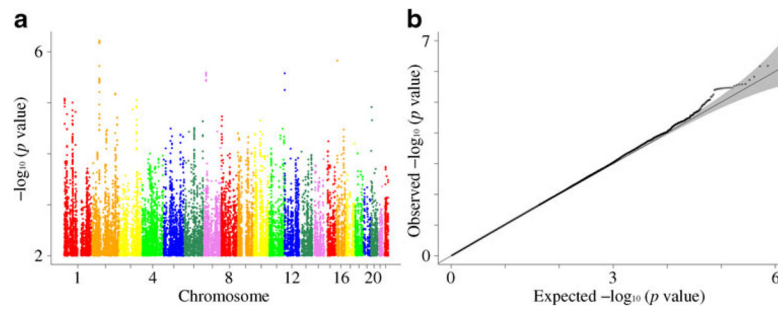 a
6
−log₁₀ (p value)
2
1 4 8 12 16 20
Chromosome
b
7
Observed −log₁₀ (p value)
0
0 3 6
Expected −log₁₀ (p value)